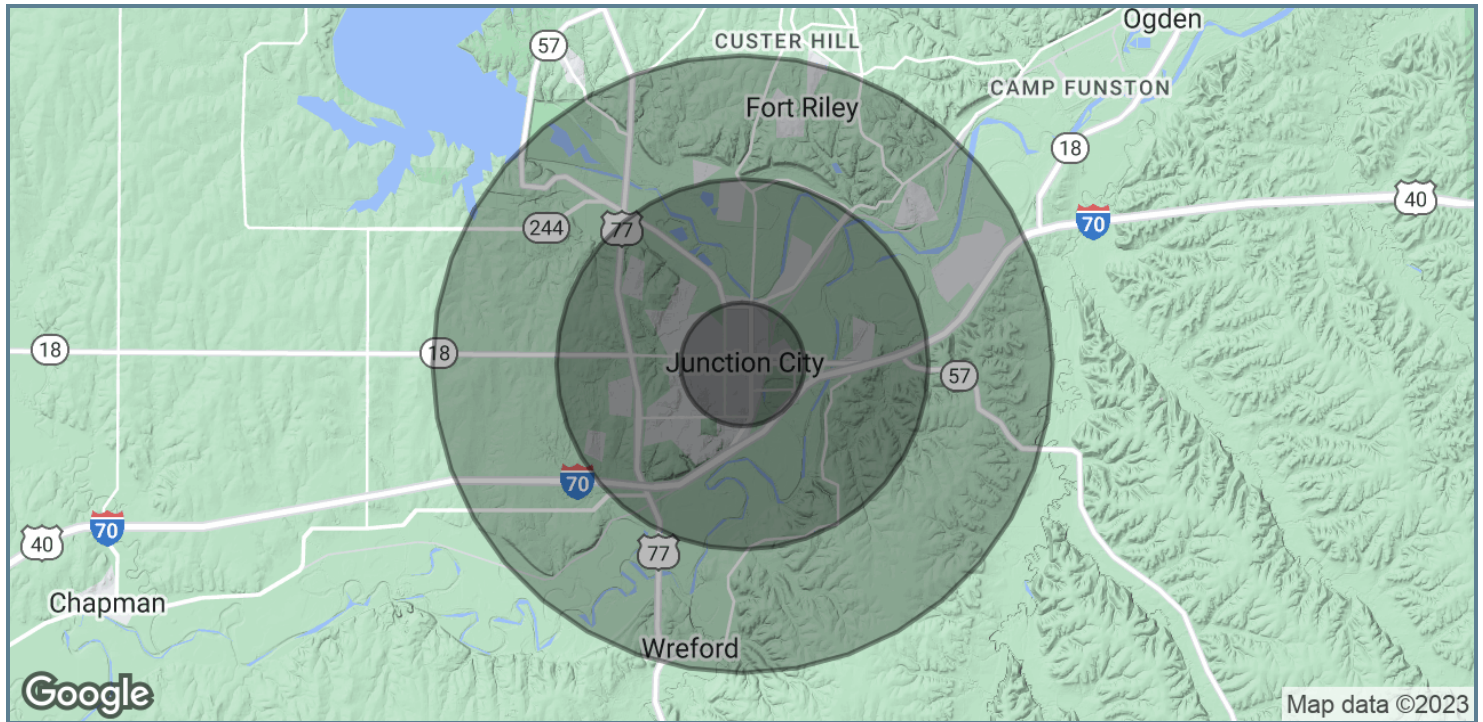 Ogden
57
CUSTER HILL
CAMP FUNSTON
Fort Riley
18
40
70
244
77
18
18
Junction City
57
70
70
40
77
Chapman
Wreford
Google
Map data ©2023